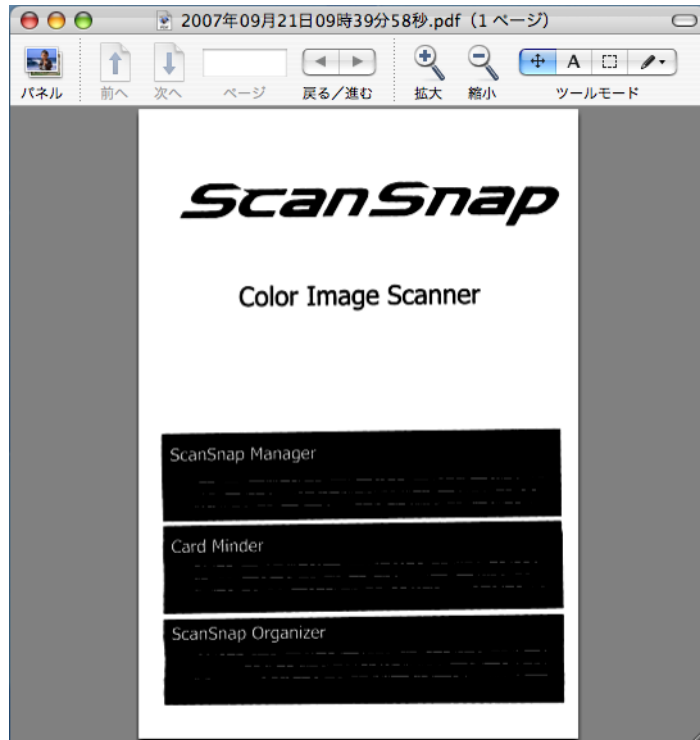 2007年09月21日09時39分58秒.pdf（1 ページ）
パネル 前へ 次へ ページ 戻る／進む 拡大 縮小 ツールモード
ScanSnap
Color Image Scanner
ScanSnap Manager
Card Minder
ScanSnap Organizer